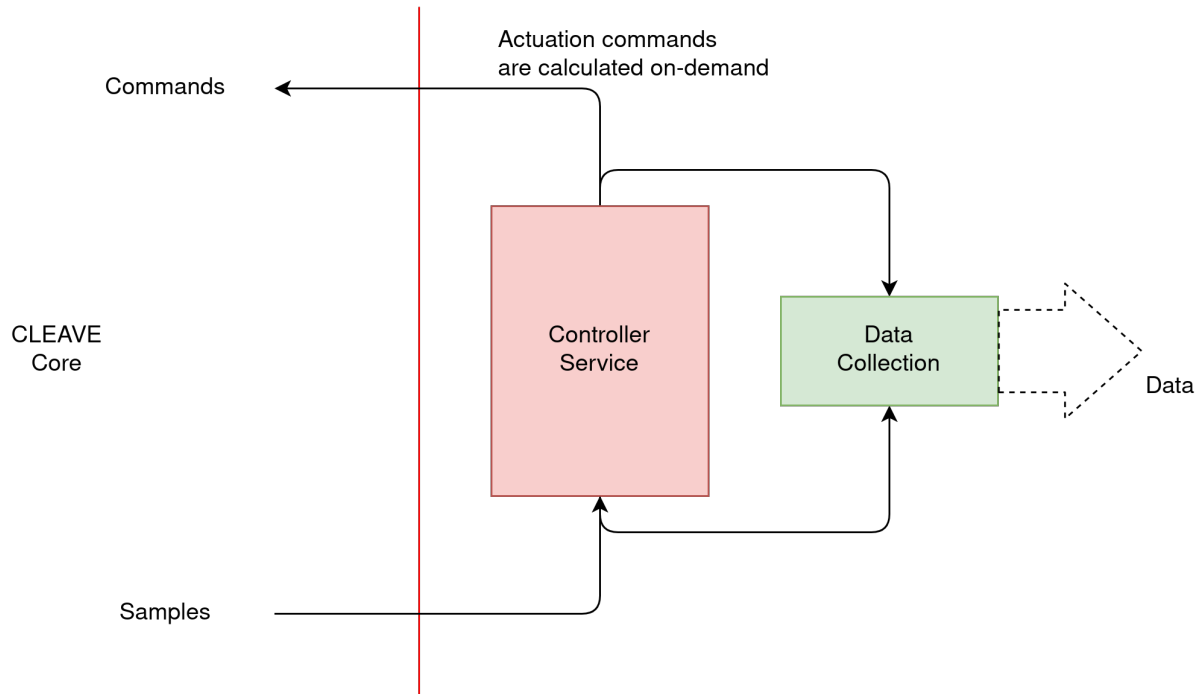 Actuation commands
are calculated on-demand
Commands
CLEAVE
Core
Controller
Service
Data
Collection
Data
Samples